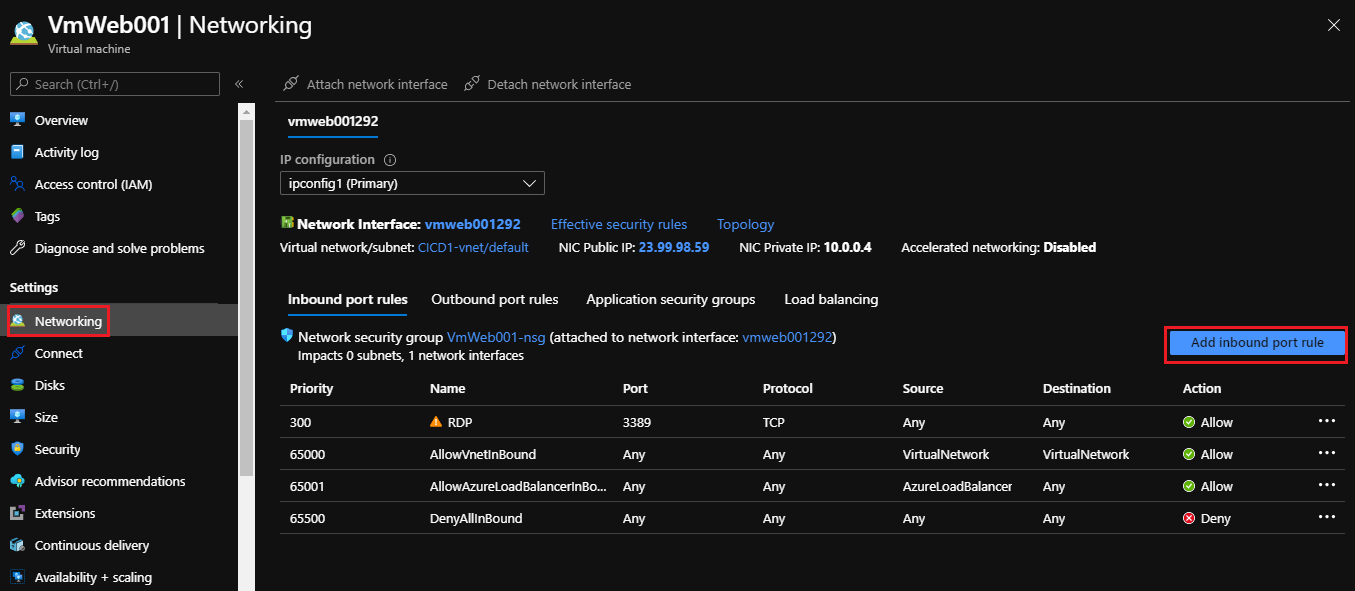 VmWeb001 | Networking
Virtual machine
Search (Ctrl+/)
«
Overview
Activity log
Access control (IAM)
Tags
Diagnose and solve problems
Settings
Networking
Connect
Disks
Size
Security
Advisor recommendations
Extensions
Continuous delivery
Availability + scaling
Attach network interface Detach network interface
vmweb001292
IP configuration
ipconfig1 (Primary)
Network Interface: vmweb001292 Effective security rules Topology
Virtual network/subnet: CICD1-vnet/default NIC Public IP: 23.99.98.59 NIC Private IP: 10.0.0.4 Accelerated networking: Disabled
Inbound port rules Outbound port rules Application security groups Load balancing
Network security group VmWeb001-nsg (attached to network interface: vmweb001292)
Impacts 0 subnets, 1 network interfaces
Add inbound port rule
Priority Name Port Protocol Source Destination Action
300 RDP 3389 TCP Any Any Allow ...
65000 AllowVnetInBound Any Any VirtualNetwork VirtualNetwork Allow ...
65001 AllowAzureLoadBalancerInBo... Any Any AzureLoadBalancer Any Allow ...
65500 DenyAllInBound Any Any Any Any Deny ...